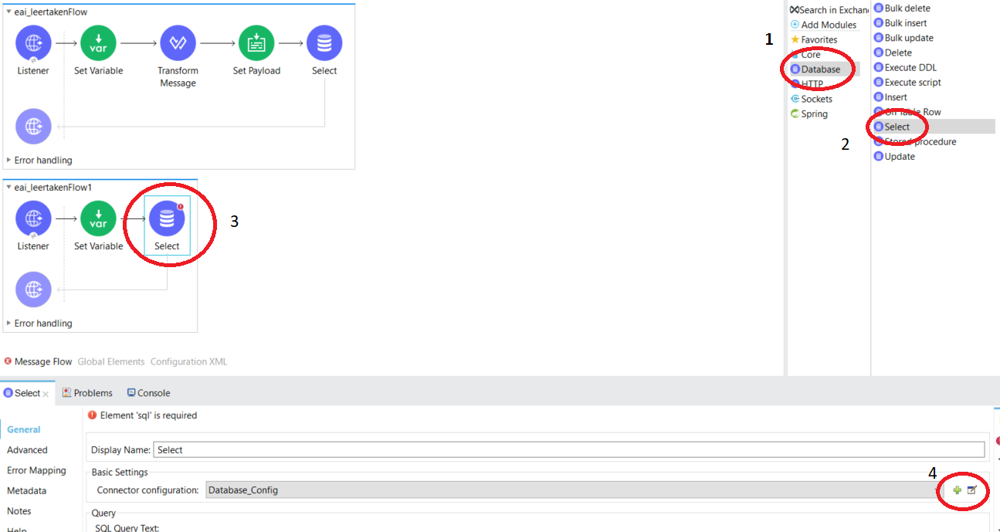 eai_leertakenFlow
Listener
Set Variable
Transform
Message
Set Payload
Select
Error handling
eai_leertakenFlow1
Listener
Set Variable
Select
3
Error handling
Message Flow Global Elements Configuration XML
1
Search in Exchan
Add Modules
Favorites
Core
Database
HTTP
Sockets
Spring
2
Bulk delete
Bulk insert
Bulk update
Delete
Execute DDL
Execute script
Insert
On Table Row
Select
Stored procedure
Update
Select Problems Console
General
Advanced
Error Mapping
Metadata
Notes
Help
Element 'sql' is required
Display Name: Select
Basic Settings
Connector configuration: Database_Config
4
Query
SQL Query Text: